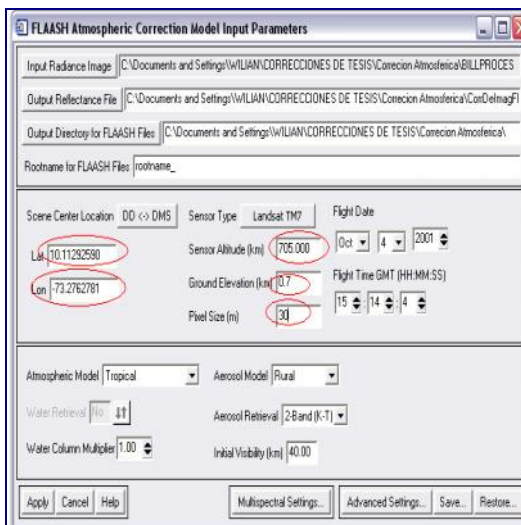 FLAASH Atmospheric Correction Model Input Parameters
Input Radiance Image C:\Documents and Settings\WILIAN\CORRECCIONES DE TESIS\Correcion Atmosferica\BILLPROCES
Output Reflectance File C:\Documents and Settings\WILIAN\CORRECCIONES DE TESIS\Correcion Atmosferica\CorrDeImagFl
Output Directory for FLAASH Files C:\Documents and Settings\WILIAN\CORRECCIONES DE TESIS\Correcion Atmosferica\
Rootname for FLAASH Files rootname_
Scene Center Location DD <-> DMS Sensor Type Landsat TM7 Flight Date
Lat 10.11292590 Sensor Altitude (km) 705.000 Oct 4 2001
Lon -73.2762781 Ground Elevation (km) 0.7 Flight Time GMT (HH:MM:SS)
Pixel Size (m) 30 15 : 14 : 4
Atmospheric Model Tropical Aerosol Model Rural
Water Retrieval No Aerosol Retrieval 2-Band (K-T)
Water Column Multiplier 1.00 Initial Visibility (km) 40.00
Apply Cancel Help Multispectral Settings... Advanced Settings... Save... Restore...